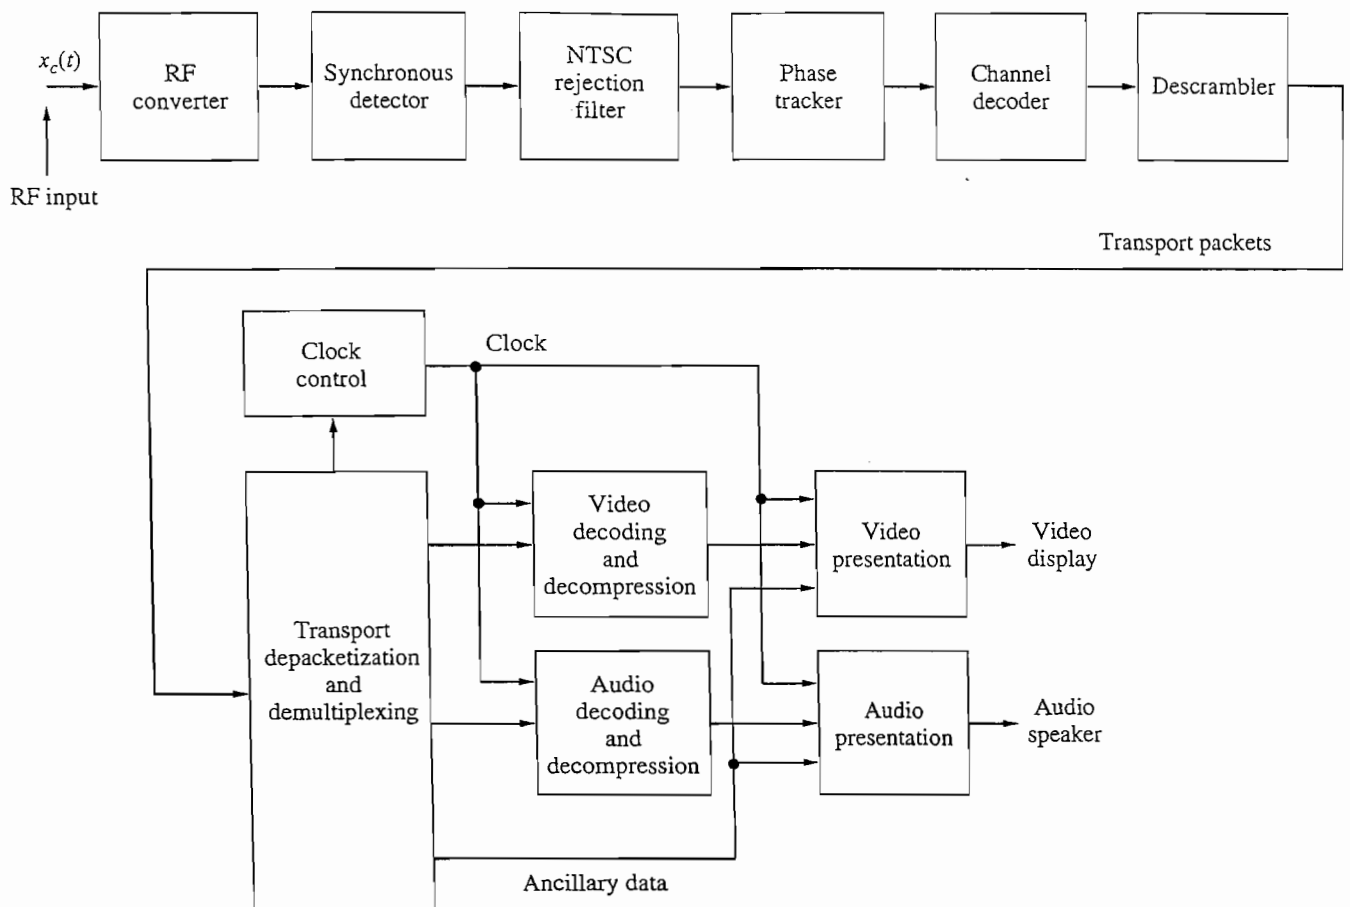 x_c(t)
RF input
RF
converter
Synchronous
detector
NTSC
rejection
filter
Phase
tracker
Channel
decoder
Descrambler
Transport packets
Clock
control
Clock
Transport
depacketization
and
demultiplexing
Video
decoding
and
decompression
Video
presentation
Video
display
Audio
decoding
and
decompression
Audio
presentation
Audio
speaker
Ancillary data